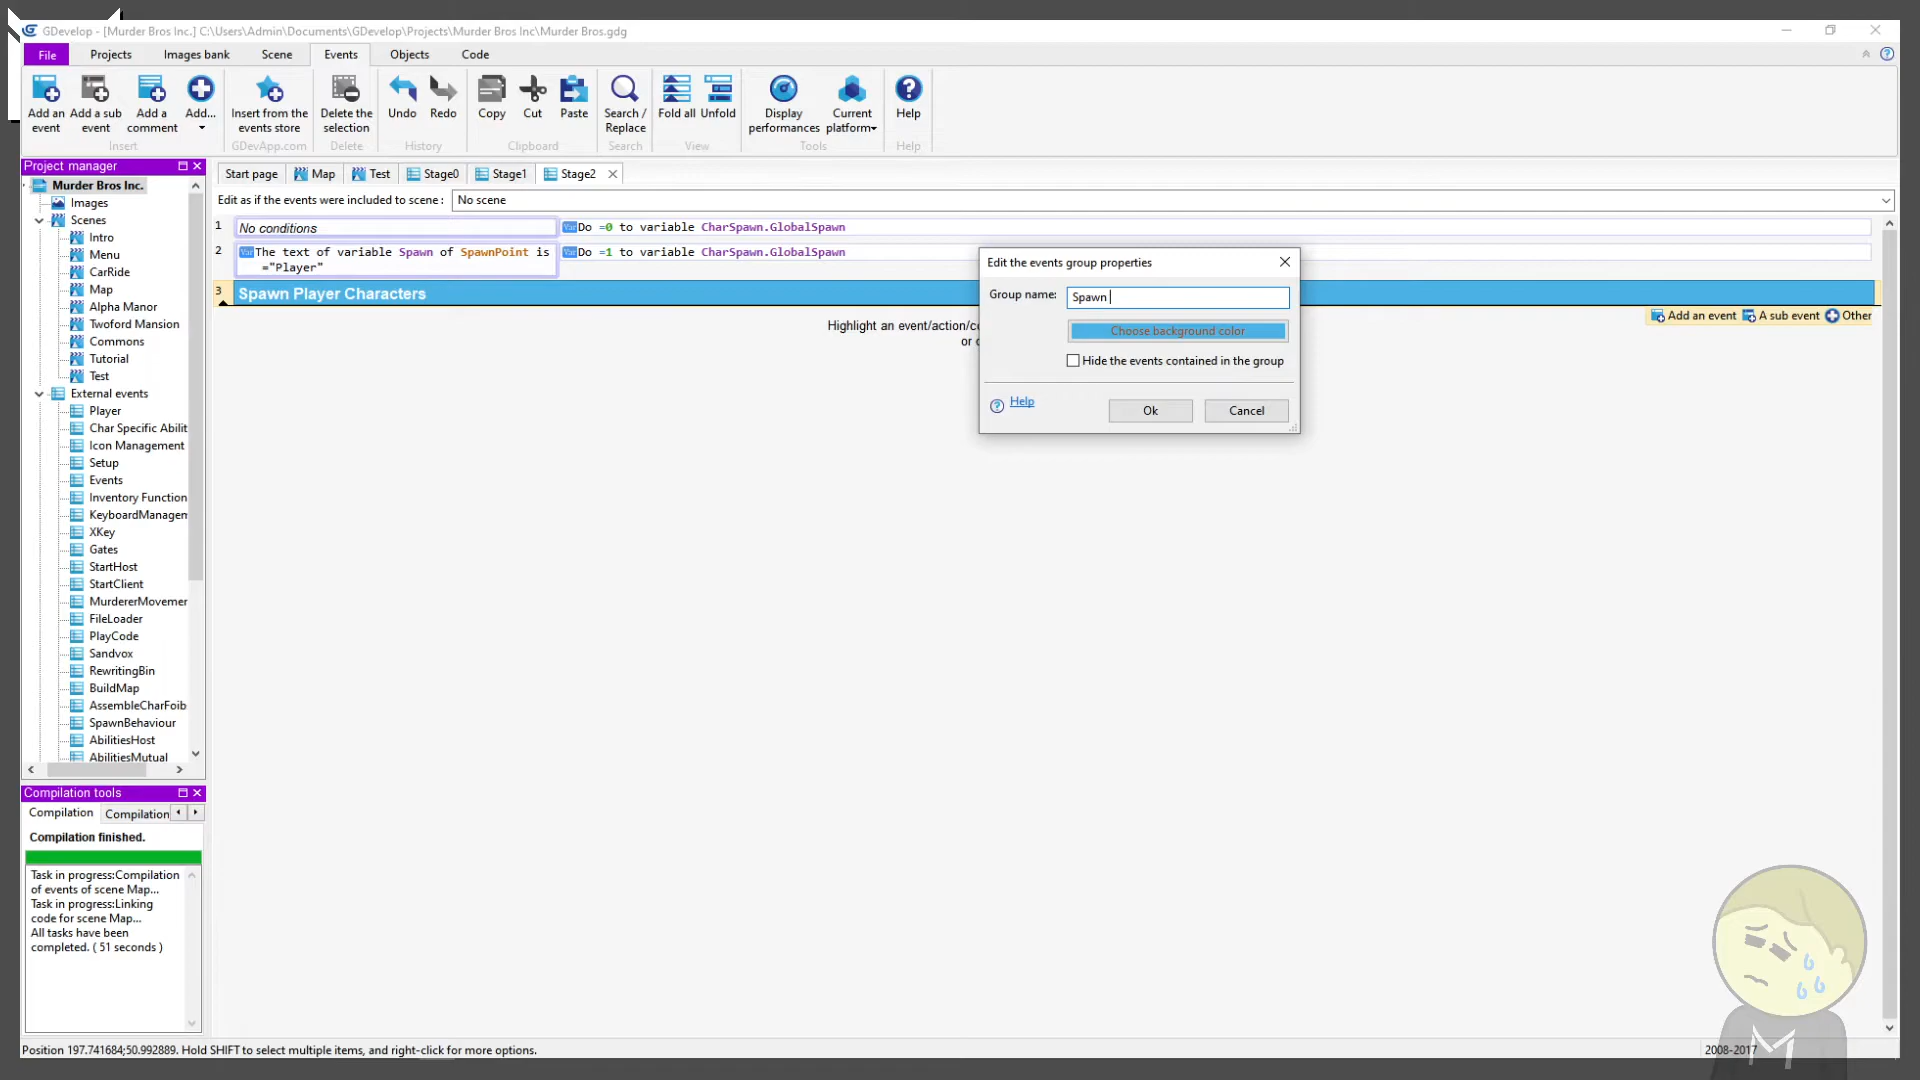 GDevelop - [Murder Bros Inc.] C:\Users\Admin\Documents\GDevelop\Projects\Murder Bros Inc\Murder Bros.gdg
File Projects Images bank Scene Events Objects Code
Add an event
Add a sub event
Add a comment
Add...
Insert from the events store
Delete the selection
Undo
Redo
Copy
Cut
Paste
Search / Replace
Fold all
Unfold
Display performances
Current platform
Help
Insert GDevApp.com Delete History Clipboard Search View Tools Help
Project manager
Murder Bros Inc.
Images
Scenes
Intro
Menu
CarRide
Map
Alpha Manor
Twoford Mansion
Commons
Tutorial
Test
External events
Player
Char Specific Abilit
Icon Management
Setup
Events
Inventory Function
KeyboardManagem
XKey
Gates
StartHost
StartClient
MurdererMovemer
FileLoader
PlayCode
Sandvox
RewritingBin
BuildMap
AssembleCharFoib
SpawnBehaviour
AbilitiesHost
AbilitiesMutual
Compilation tools
Compilation Compilation
Compilation finished.
Task in progress:Compilation
of events of scene Map...
Task in progress:Linking
code for scene Map...
All tasks have been
completed. ( 51 seconds )
Start page Map Test Stage0 Stage1 Stage2
Edit as if the events were included to scene : No scene
1 No conditions Do =0 to variable CharSpawn.GlobalSpawn
2 The text of variable Spawn of SpawnPoint is Do =1 to variable CharSpawn.GlobalSpawn
="Player"
3 Spawn Player Characters
Add an event A sub event Other
Highlight an event/action/co
or c
Edit the events group properties
Group name: Spawn
Choose background color
Hide the events contained in the group
Help Ok Cancel
Position 197.741684;50.992889. Hold SHIFT to select multiple items, and right-click for more options.
2008-2017